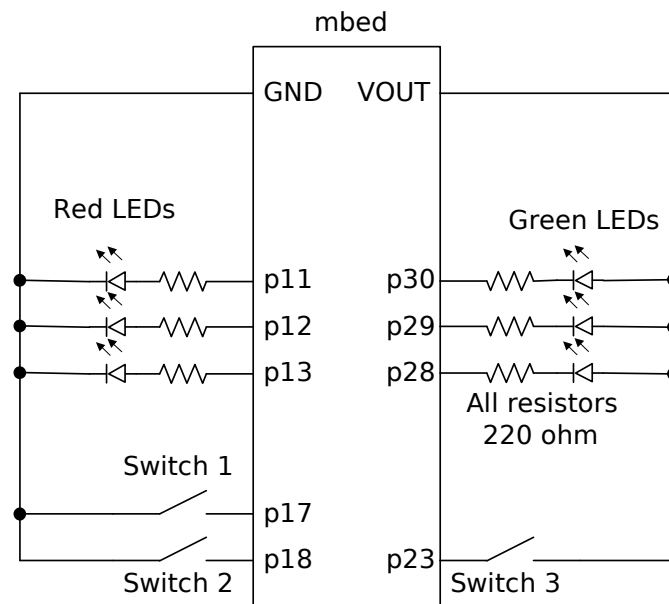 mbed
GND VOUT
Red LEDs
Green LEDs
p11 p30
p12 p29
p13 p28
All resistors
220 ohm
Switch 1
p17
p18 p23
Switch 2 Switch 3